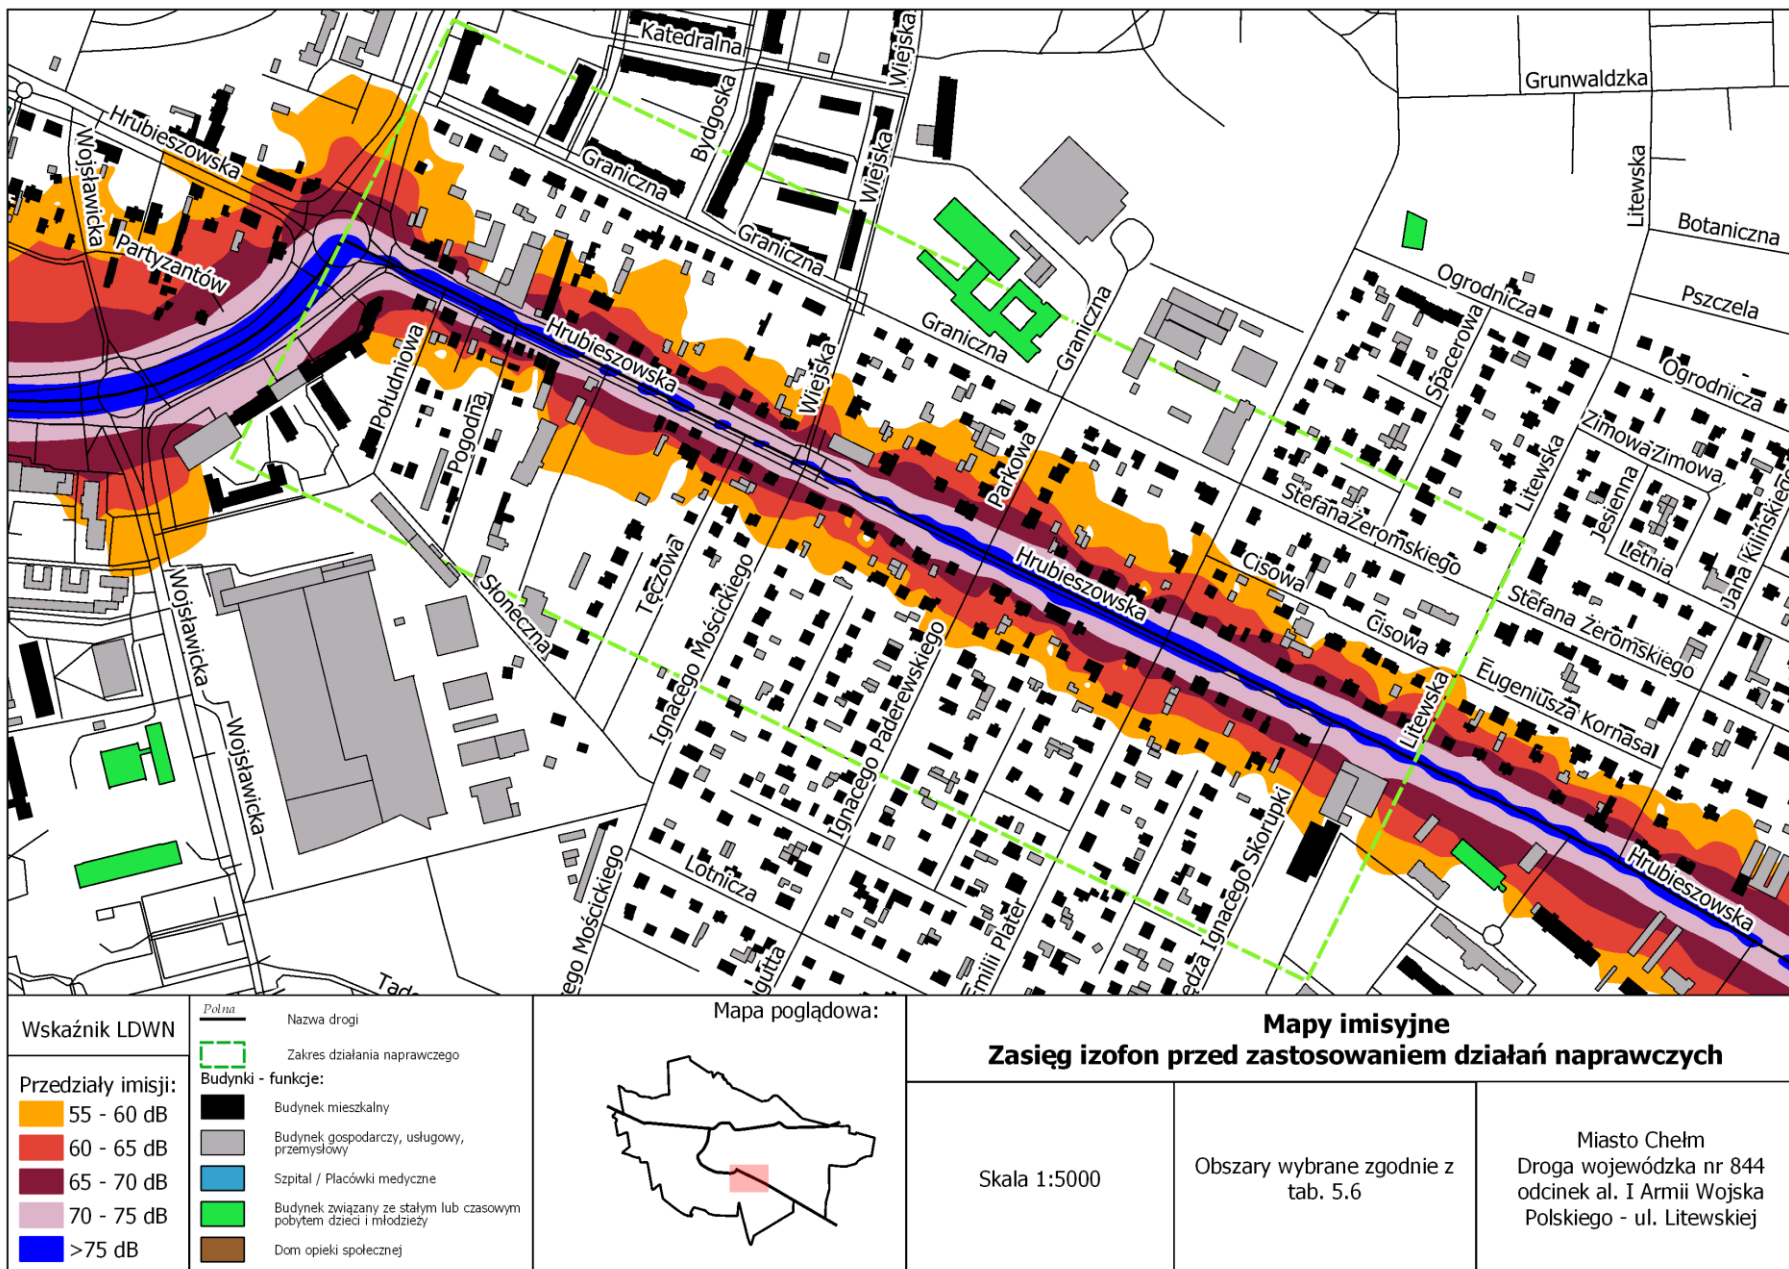 Katedralna
Wiejska
Grunwaldzka
Hrubieszowska
Wojsławicka
Bydgoska
Graniczna
Wiejska
Litewska
Botaniczna
Partyzantów
Graniczna
Ogrodnicza
Pszczela
Graniczna
Graniczna
Spacerowa
Ogrodnicza
Południowa
Hrubieszowska
Wiejska
Pogodna
Parkowa
Zimowa
Zimowa
Litewska
Jesienna
Letnia
Jana Kilińskiego
Stefana Żeromskiego
Stefana Żeromskiego
Cisowa
Cisowa
Hrubieszowska
Wojsławicka
Słoneczna
Tęczowa
Ignacego Mościckiego
Ignacego Paderewskiego
Eugeniusza Kornasa
Litewska
Wojsławicka
Lotnicza
Ignacego Skorupki
Hrubieszowska
Emilii Plater
ego Mościckiego
ugutta
Tade
Wskaźnik LDWN
Przedziały imisji:
55 - 60 dB
60 - 65 dB
65 - 70 dB
70 - 75 dB
>75 dB
Polna
Nazwa drogi
Zakres działania naprawczego
Budynki - funkcje:
Budynek mieszkalny
Budynek gospodarczy, usługowy,
przemysłowy
Szpital / Placówki medyczne
Budynek związany ze stałym lub czasowym
pobytem dzieci i młodzieży
Dom opieki społecznej
Mapa poglądowa:
Mapy imisyjne
Zasięg izofon przed zastosowaniem działań naprawczych
Skala 1:5000
Obszary wybrane zgodnie z
tab. 5.6
Miasto Chełm
Droga wojewódzka nr 844
odcinek al. I Armii Wojska
Polskiego - ul. Litewskiej